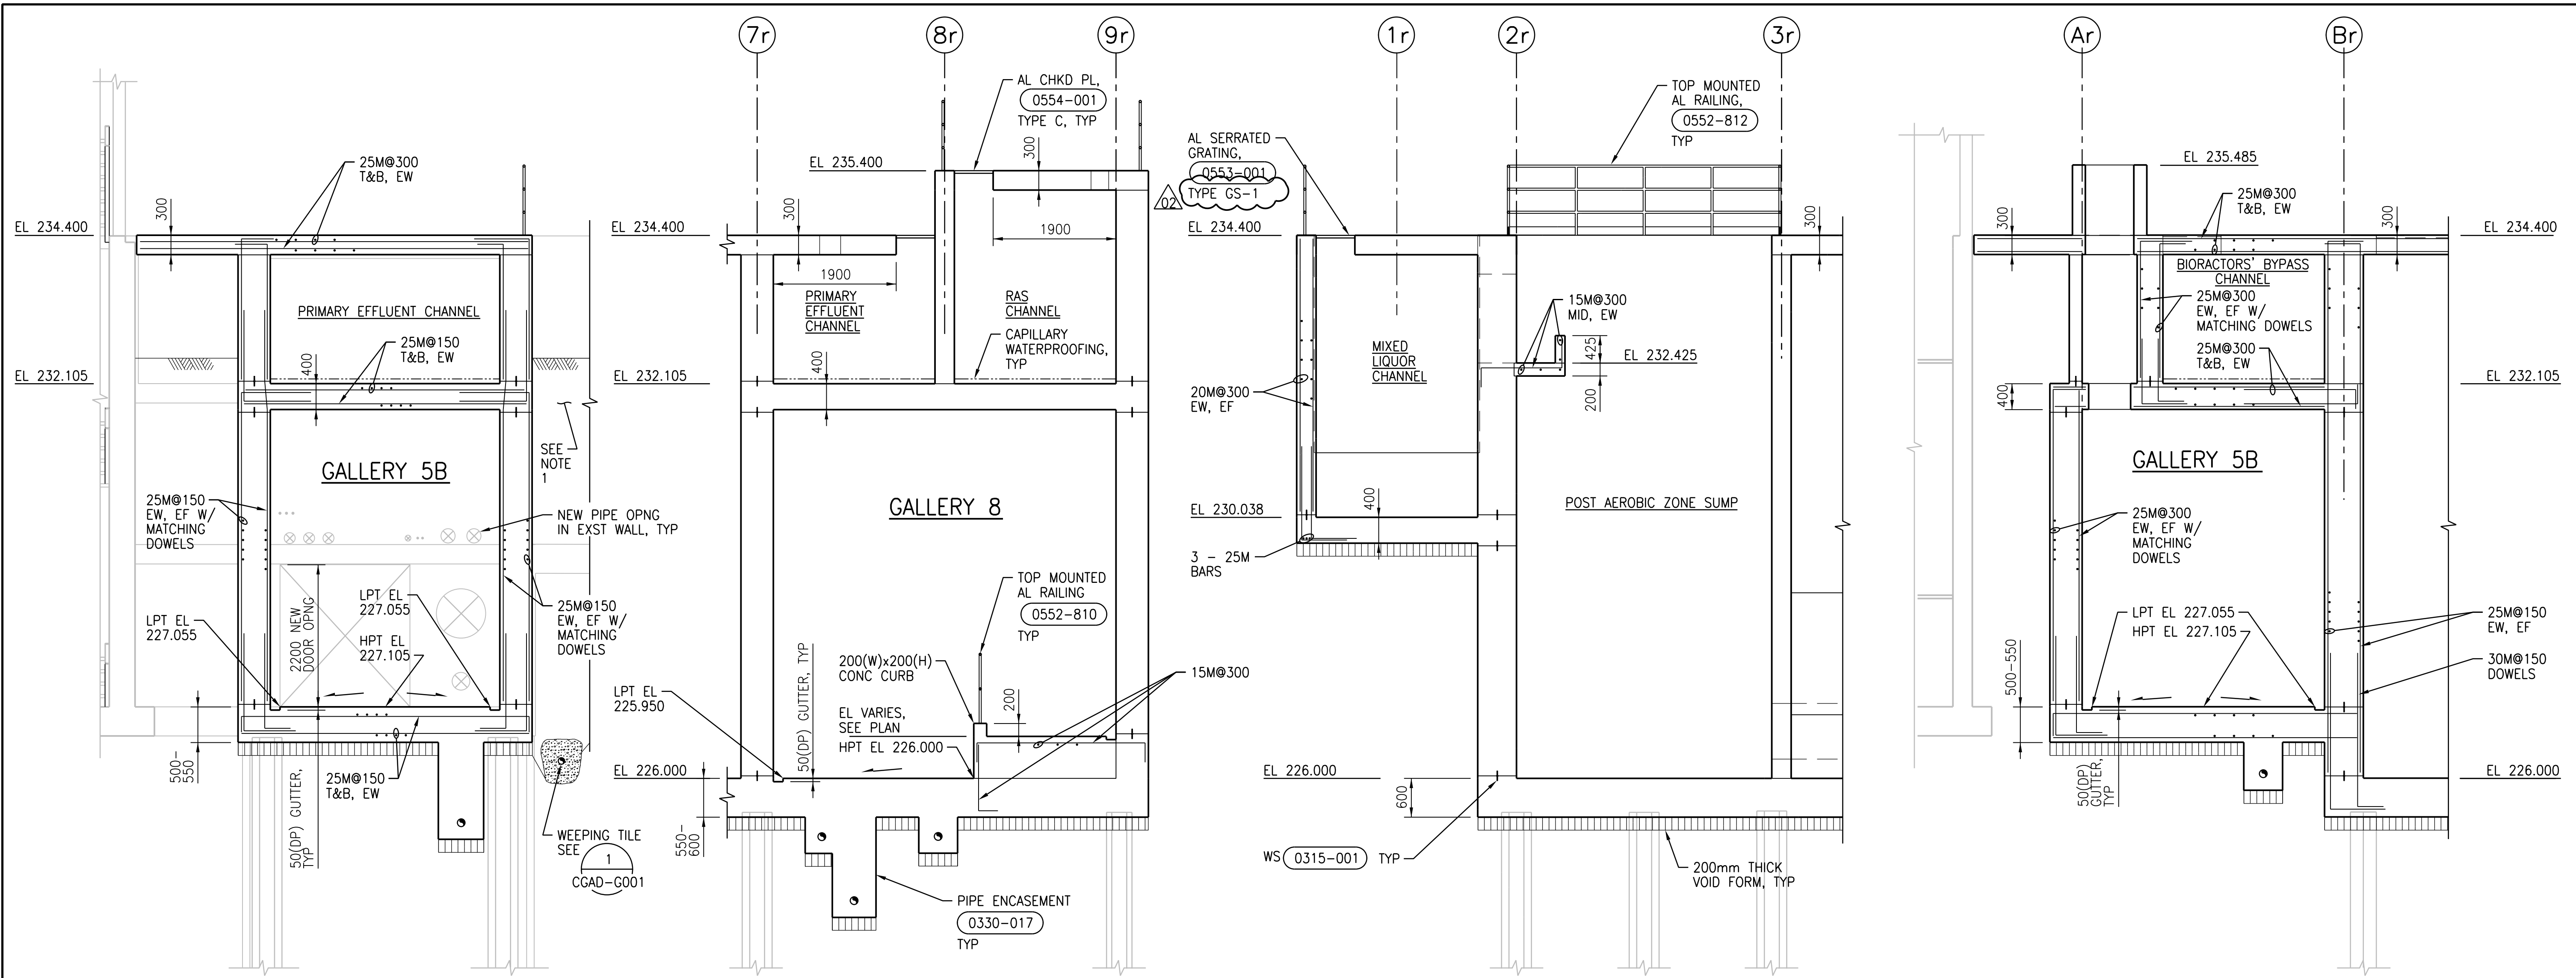 7r
8r
9r
1r
2r
3r
Ar
Br
25M@300
T&B, EW
300
EL 234.400
PRIMARY EFFLUENT CHANNEL
25M@150
T&B, EW
400
EL 232.105
SEE
NOTE
1
GALLERY 5B
25M@150
EW, EF W/
MATCHING
DOWELS
NEW PIPE OPNG
IN EXST WALL, TYP
2200 NEW
DOOR OPNG
LPT EL
227.055
LPT EL
227.055
HPT EL
227.105
25M@150
EW, EF W/
MATCHING
DOWELS
500-
550
25M@150
T&B, EW
50(DP) GUTTER,
TYP
WEEPING TILE
SEE
1
CGAD-G001
AL CHKD PL,
0554-001
TYPE C, TYP
EL 235.400
300
300
EL 234.400
1900
1900
PRIMARY
EFFLUENT
CHANNEL
RAS
CHANNEL
CAPILLARY
WATERPROOFING,
TYP
400
EL 232.105
GALLERY 8
TOP MOUNTED
AL RAILING
0552-810
TYP
200(W)x200(H)
CONC CURB
200
15M@300
50(DP) GUTTER, TYP
LPT EL
225.950
EL VARIES,
SEE PLAN
HPT EL 226.000
EL 226.000
550-
600
PIPE ENCASEMENT
0330-017
TYP
TOP MOUNTED
AL RAILING,
0552-812
TYP
AL SERRATED
GRATING,
0553-001
TYPE GS-1
02
EL 234.400
300
15M@300
MID, EW
425
EL 232.425
200
MIXED
LIQUOR
CHANNEL
20M@300
EW, EF
400
EL 230.038
3 - 25M
BARS
POST AEROBIC ZONE SUMP
EL 226.000
600
WS 0315-001 TYP
200mm THICK
VOID FORM, TYP
EL 235.485
25M@300
T&B, EW
300
300
EL 234.400
BIORACTORS' BYPASS
CHANNEL
25M@300
EW, EF W/
MATCHING DOWELS
25M@300
T&B, EW
400
EL 232.105
GALLERY 5B
25M@300
EW, EF W/
MATCHING
DOWELS
LPT EL 227.055
HPT EL 227.105
25M@150
EW, EF
30M@150
DOWELS
500-550
50(DP)
GUTTER,
TYP
EL 226.000